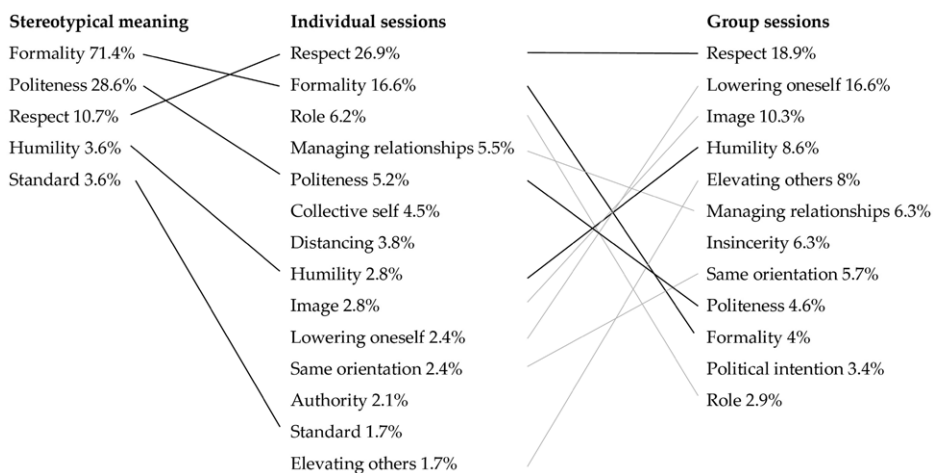 Stereotypical meaning
Formality 71.4%
Politeness 28.6%
Respect 10.7%
Humility 3.6%
Standard 3.6%
Individual sessions
Respect 26.9%
Formality 16.6%
Role 6.2%
Managing relationships 5.5%
Politeness 5.2%
Collective self 4.5%
Distancing 3.8%
Humility 2.8%
Image 2.8%
Lowering oneself 2.4%
Same orientation 2.4%
Authority 2.1%
Standard 1.7%
Elevating others 1.7%
Group sessions
Respect 18.9%
Lowering oneself 16.6%
Image 10.3%
Humility 8.6%
Elevating others 8%
Managing relationships 6.3%
Insincerity 6.3%
Same orientation 5.7%
Politeness 4.6%
Formality 4%
Political intention 3.4%
Role 2.9%